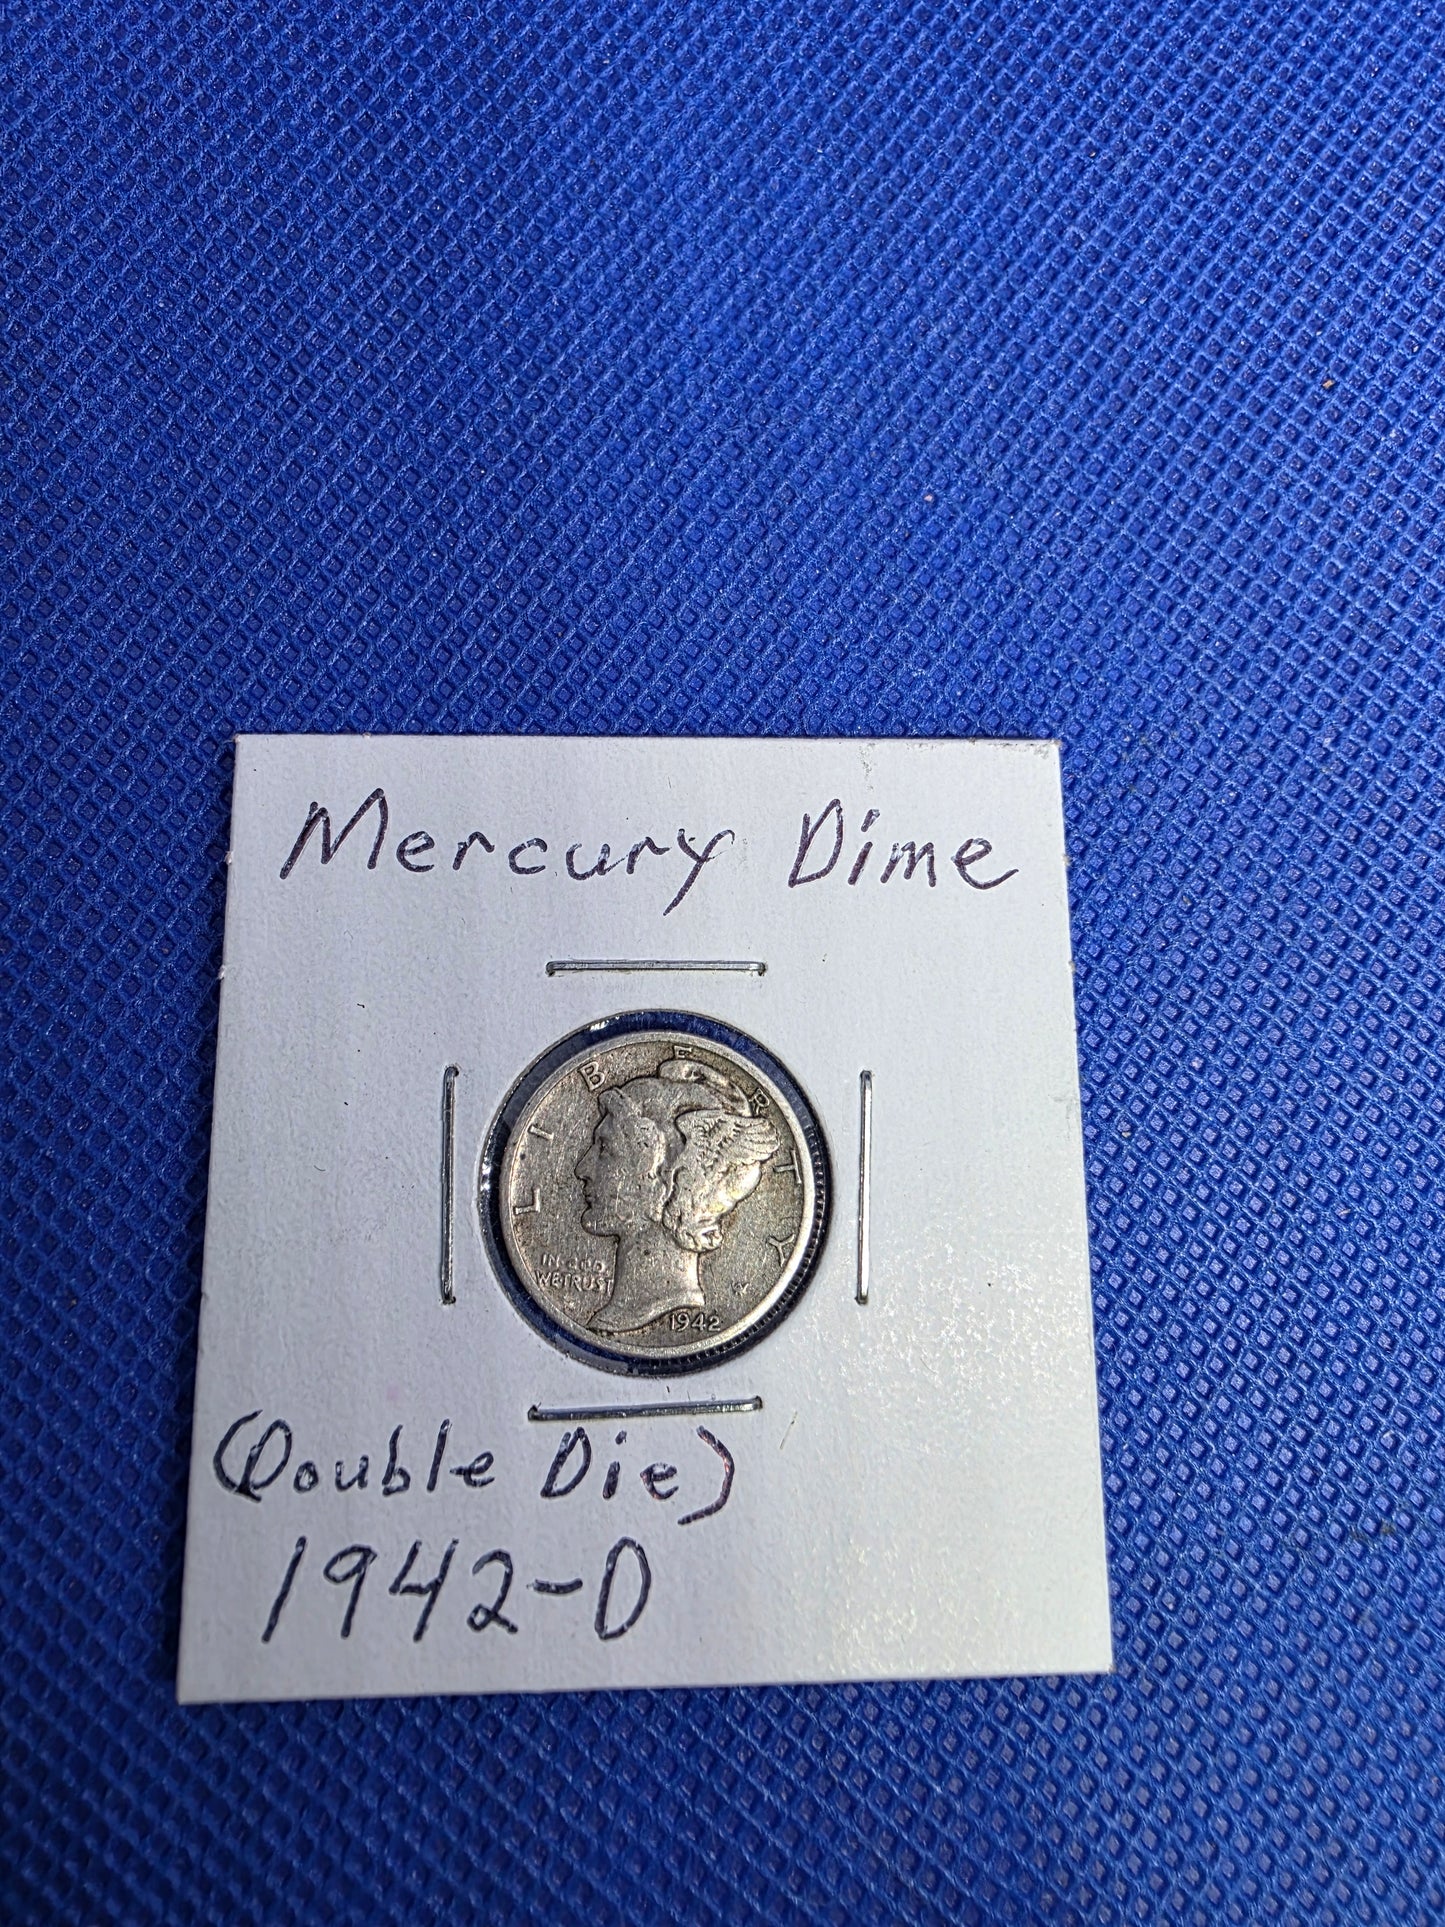 Mercury Dime
LIBERTY
IN GOD
WE TRUST
1942
(Double Die)
1942-D